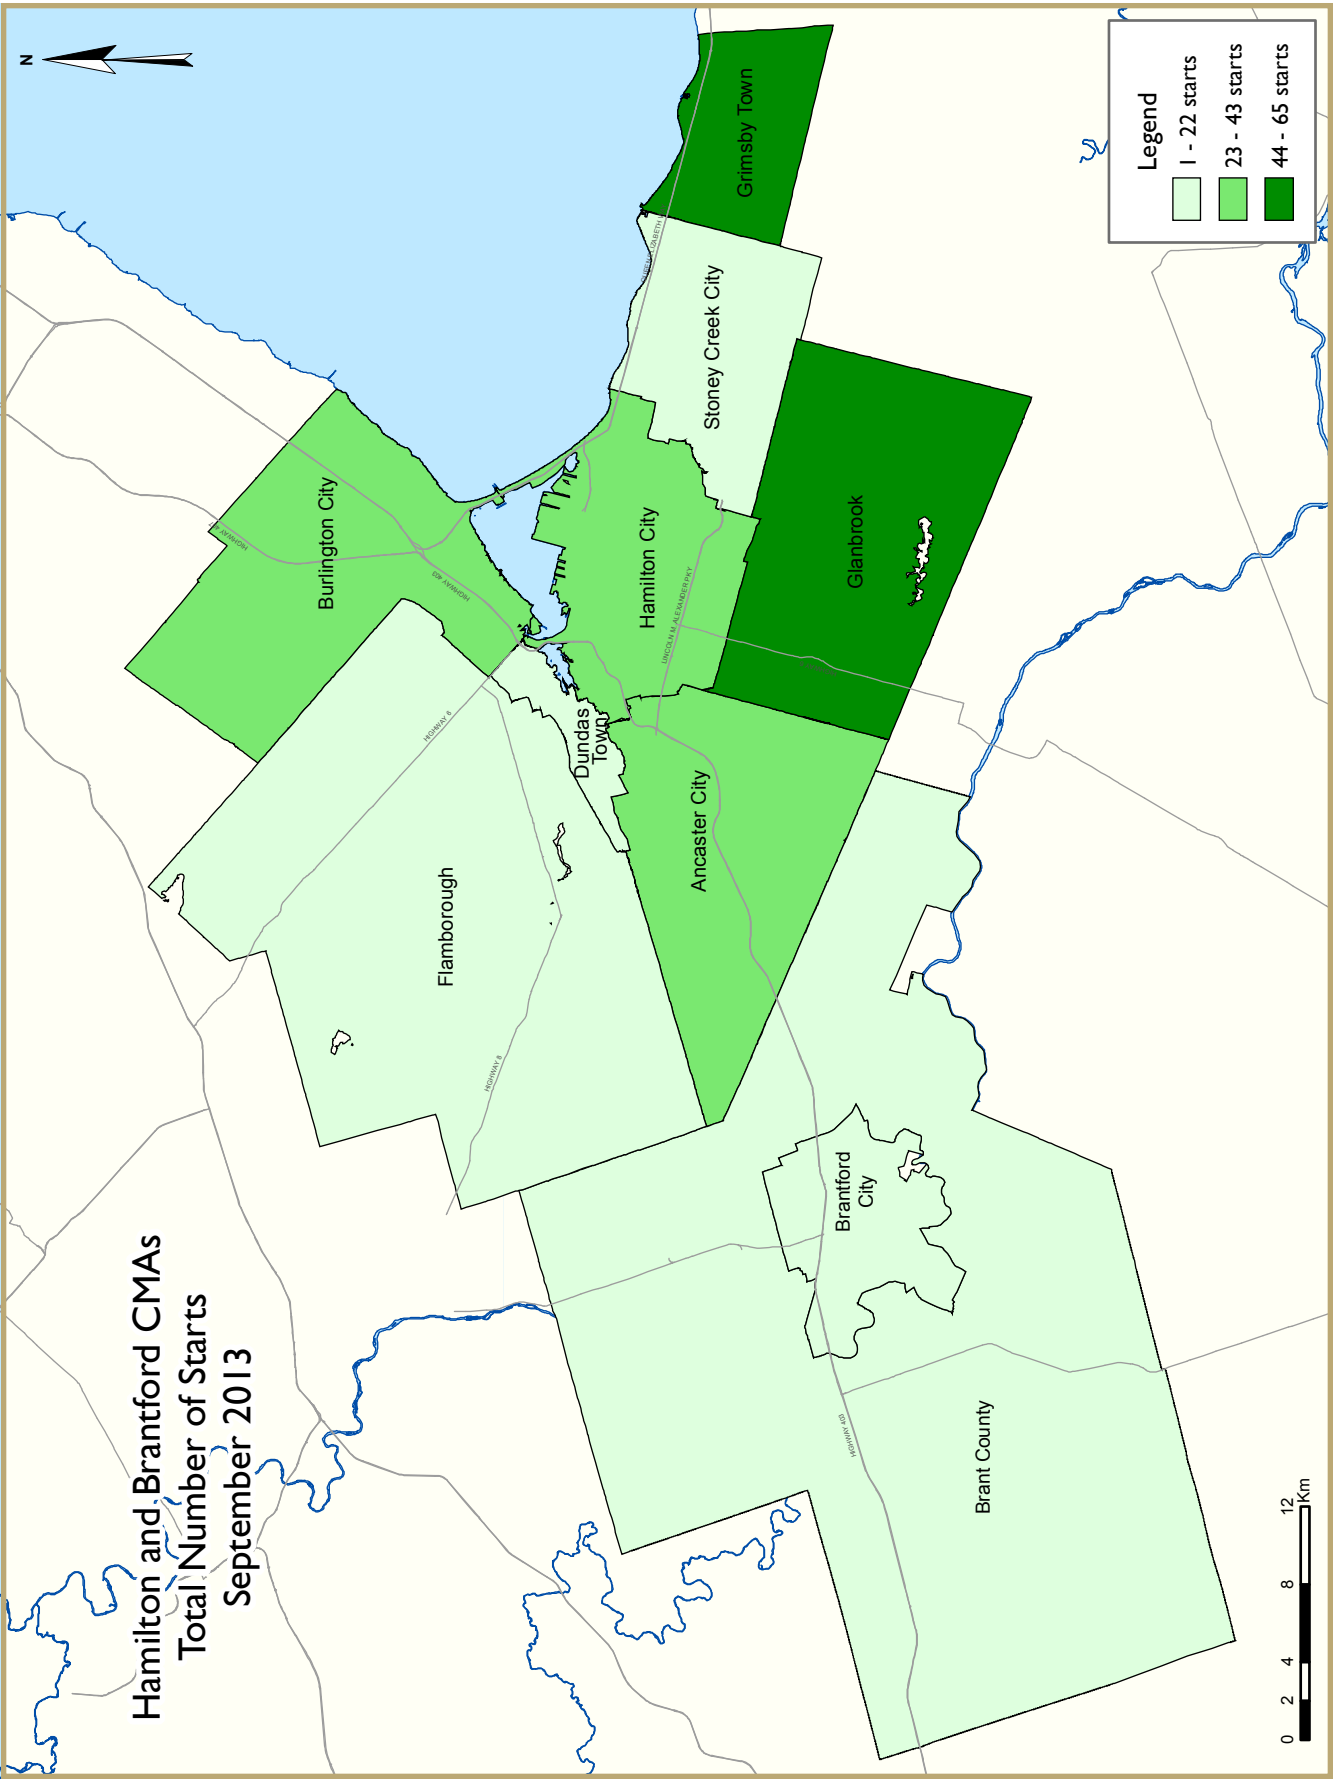 Hamilton and Brantford CMAs
Total Number of Starts
September 2013
N
Burlington City
HIGHWAY 407
HIGHWAY 403
HIGHWAY 6
Flamborough
HIGHWAY 8
Dundas
Town
Hamilton City
LINCOLN M. ALEXANDER PKY
Ancaster City
Stoney Creek City
Grimsby Town
Glanbrook
Brantford
City
Brant County
HIGHWAY 403
Legend
1 - 22 starts
23 - 43 starts
44 - 65 starts
0 2 4 8 12
Km